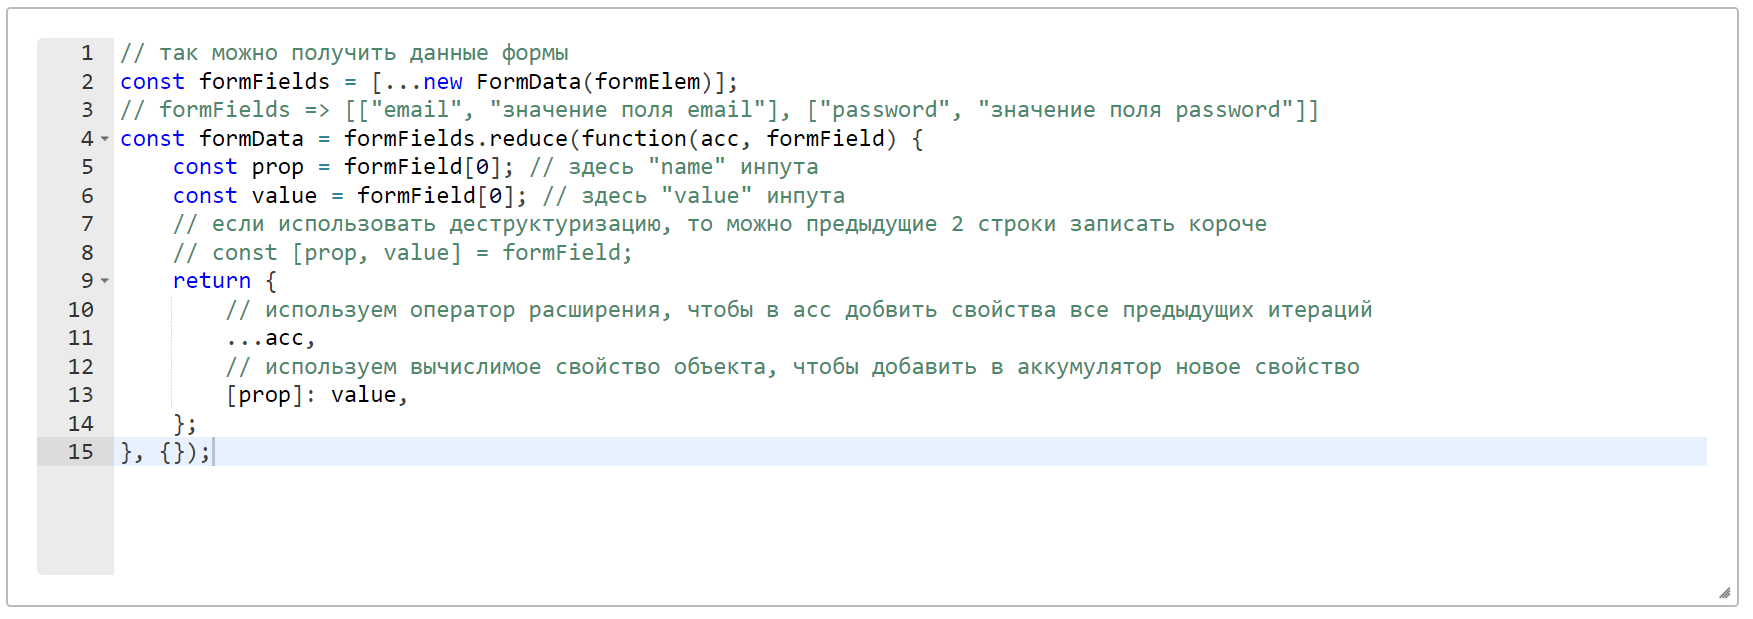 1 // так можно получить данные формы
2 const formFields = [...new FormData(formElem)];
3 // formFields => [["email", "значение поля email"], ["password", "значение поля password"]]
4 const formData = formFields.reduce(function(acc, formField) {
5 const prop = formField[0]; // здесь "name" инпута
6 const value = formField[0]; // здесь "value" инпута
7 // если использовать деструктуризацию, то можно предыдущие 2 строки записать короче
8 // const [prop, value] = formField;
9 return {
10 // используем оператор расширения, чтобы в acc добвить свойства все предыдущих итераций
11 ...acc,
12 // используем вычислимое свойство объекта, чтобы добавить в аккумулятор новое свойство
13 [prop]: value,
14 };
15 }, {});